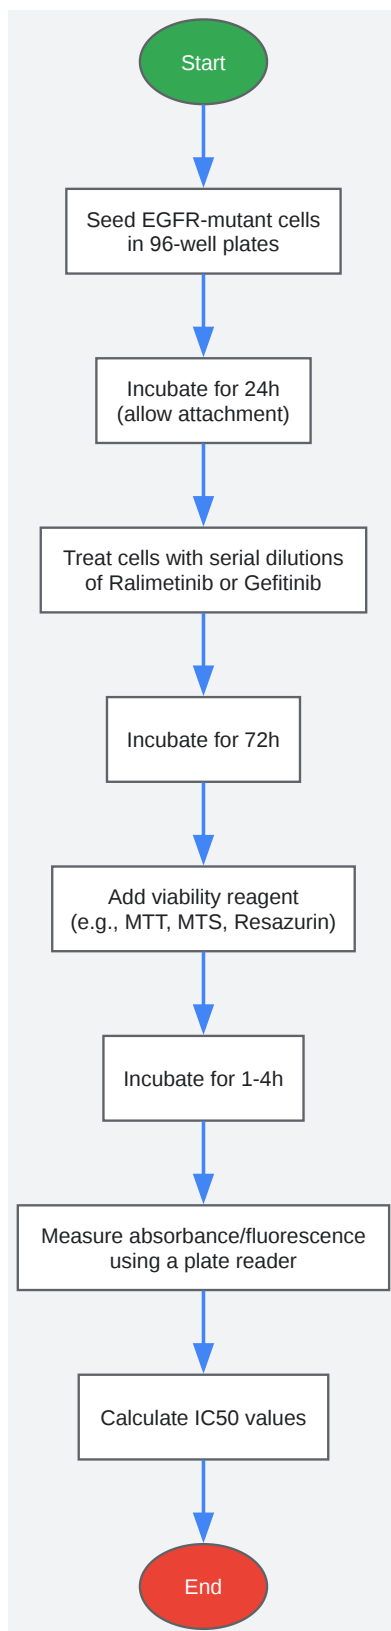 Start
Seed EGFR-mutant cells
in 96-well plates
Incubate for 24h
(allow attachment)
Treat cells with serial dilutions
of Ralimetinib or Gefitinib
Incubate for 72h
Add viability reagent
(e.g., MTT, MTS, Resazurin)
Incubate for 1-4h
Measure absorbance/fluorescence
using a plate reader
Calculate IC50 values
End